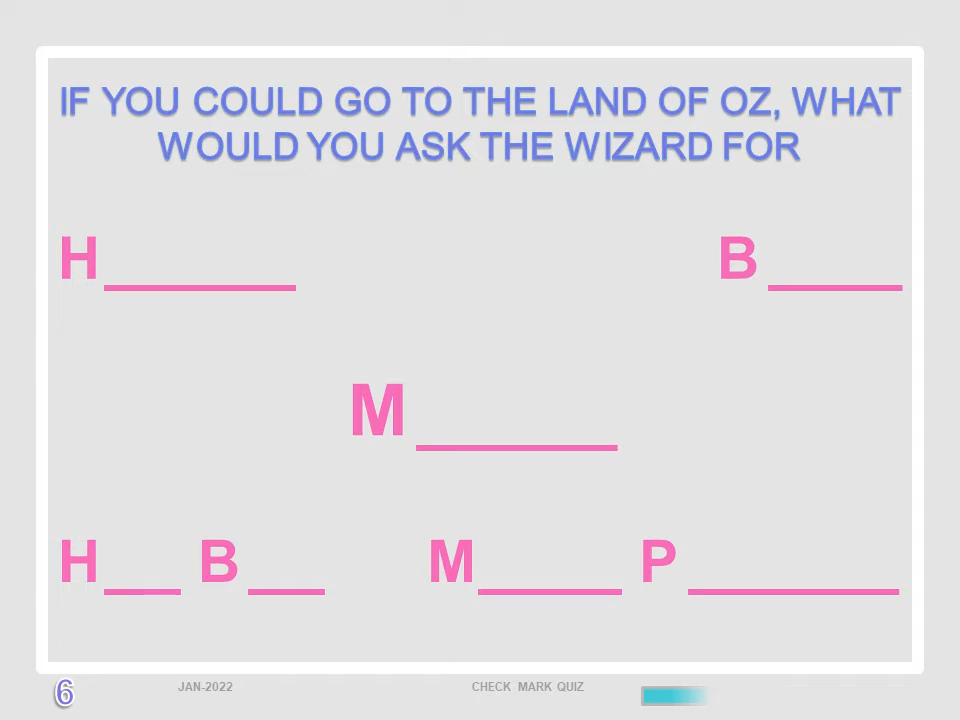 IF YOU COULD GO TO THE LAND OF OZ, WHAT
WOULD YOU ASK THE WIZARD FOR
H______ B____
M_____
H__ B__ M____ P______
6 JAN-2022 CHECK MARK QUIZ